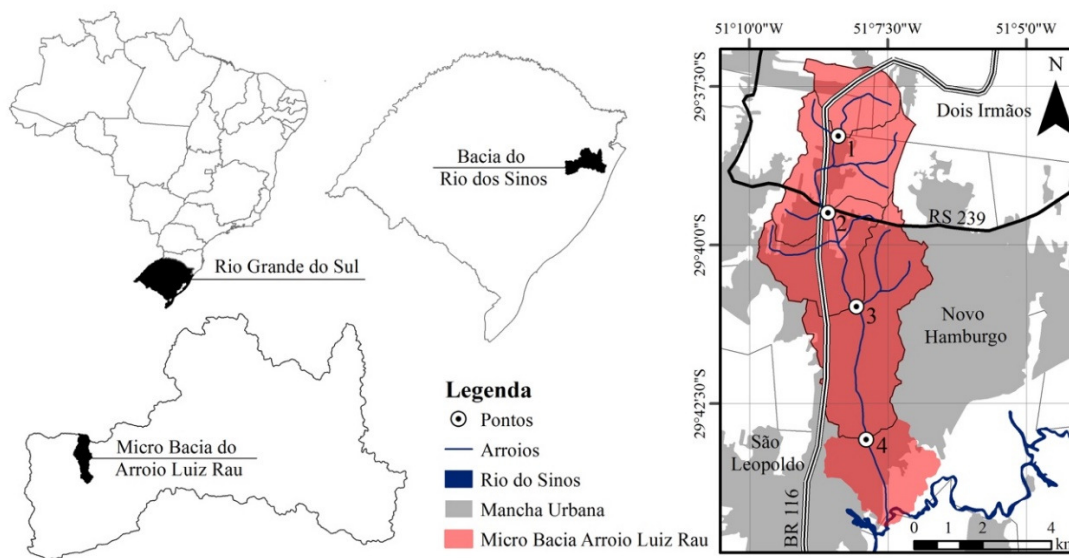 Rio Grande do Sul
Bacia do
Rio dos Sinos
Micro Bacia do
Arroio Luiz Rau
Legenda
Pontos
Arroios
Rio do Sinos
Mancha Urbana
Micro Bacia Arroio Luiz Rau
51°10'0"W
51°7'30"W
51°5'0"W
29°37'30"S
29°40'0"S
29°42'30"S
N
Dois Irmãos
1
2
RS 239
3
Novo
Hamburgo
São
Leopoldo
4
BR 116
0 1 2 4
km